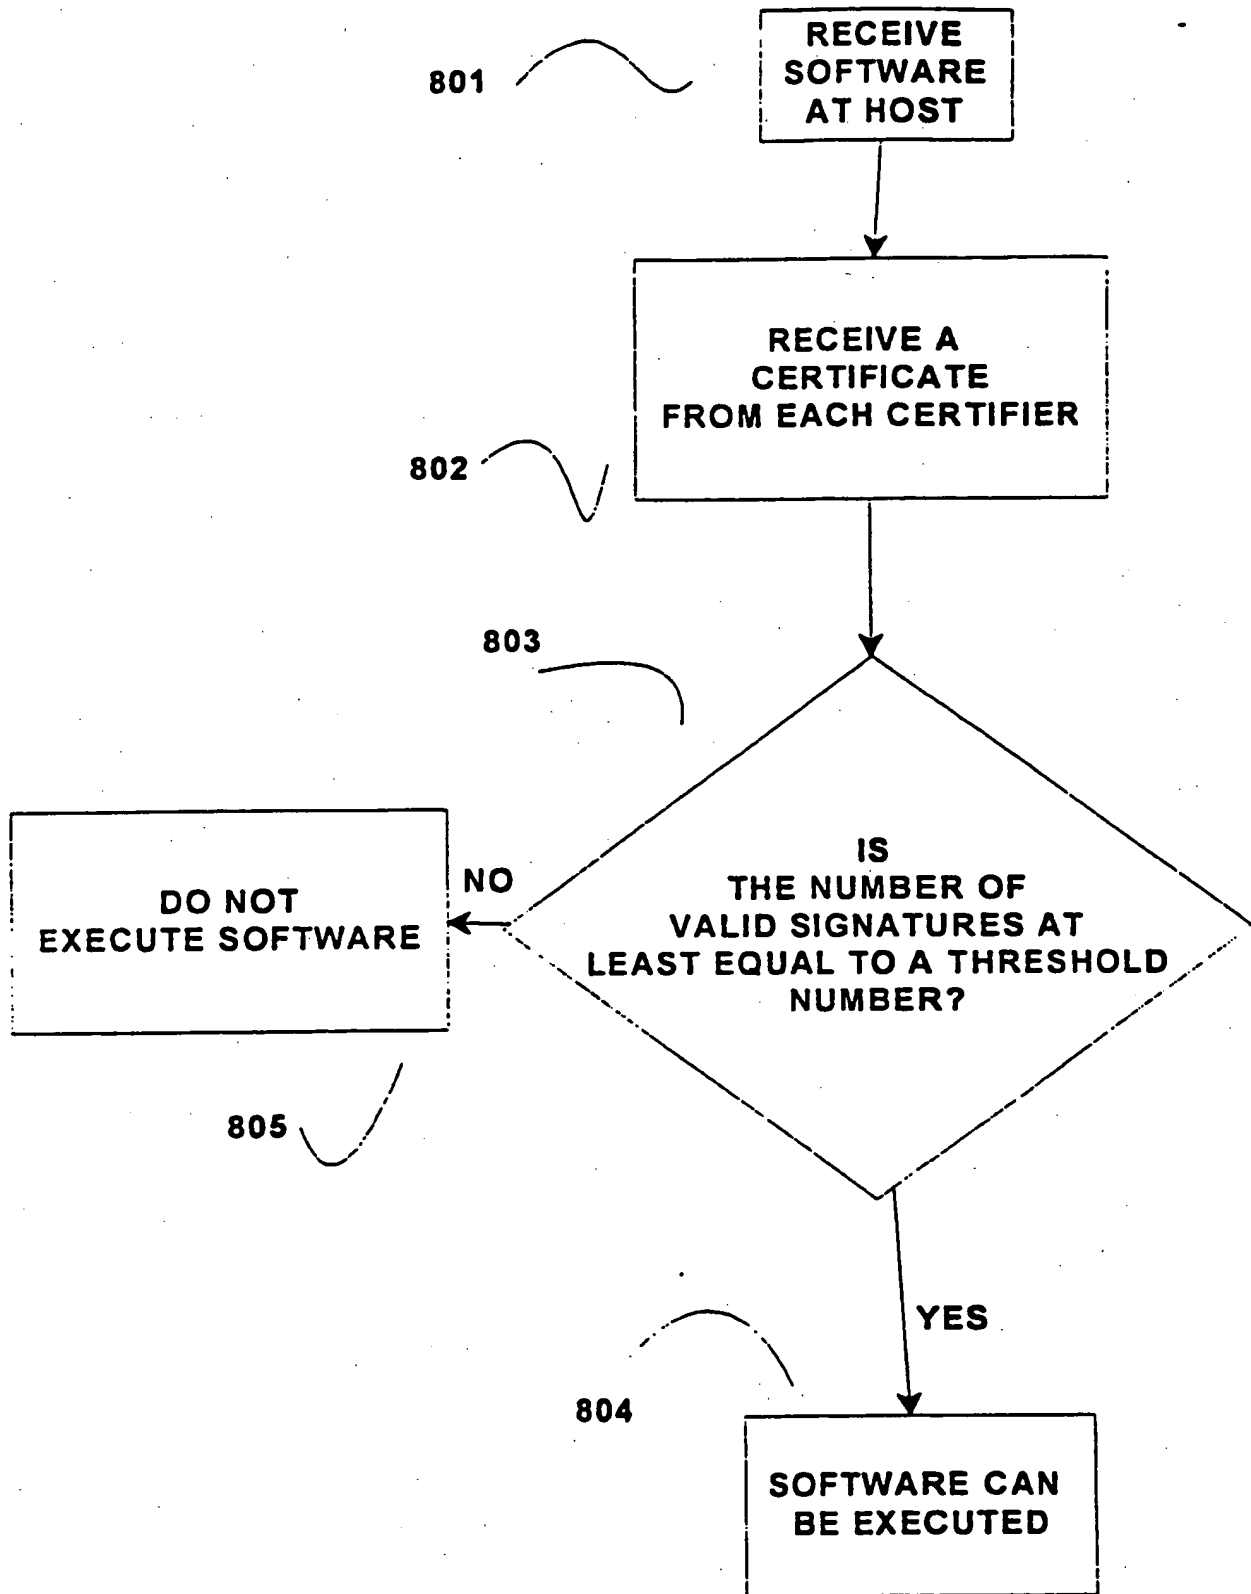 801
RECEIVE
SOFTWARE
AT HOST
RECEIVE A
CERTIFICATE
FROM EACH CERTIFIER
802
803
IS
THE NUMBER OF
VALID SIGNATURES AT
LEAST EQUAL TO A THRESHOLD
NUMBER?
NO
DO NOT
EXECUTE SOFTWARE
805
YES
804
SOFTWARE CAN
BE EXECUTED